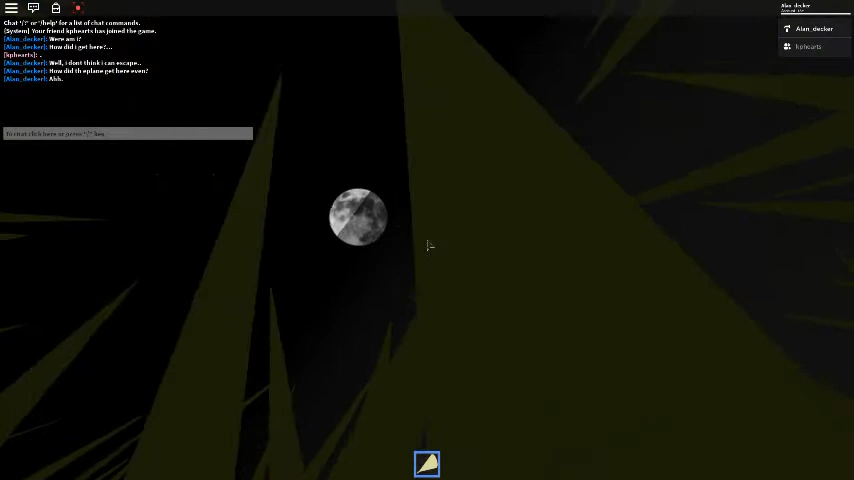 Chat '/?' or '/help' for a list of chat commands.
{System} Your friend kphearts has joined the game.
[Alan_decker]: Were am i?
[Alan_decker]: How did i get here?...
[kphearts]: .
[Alan_decker]: Well, i dont think i can escape..
[Alan_decker]: How did th eplane get here even?
[Alan_decker]: Ahh.
To chat click here or press "/" key
Alan_decker
Alan_decker
kphearts